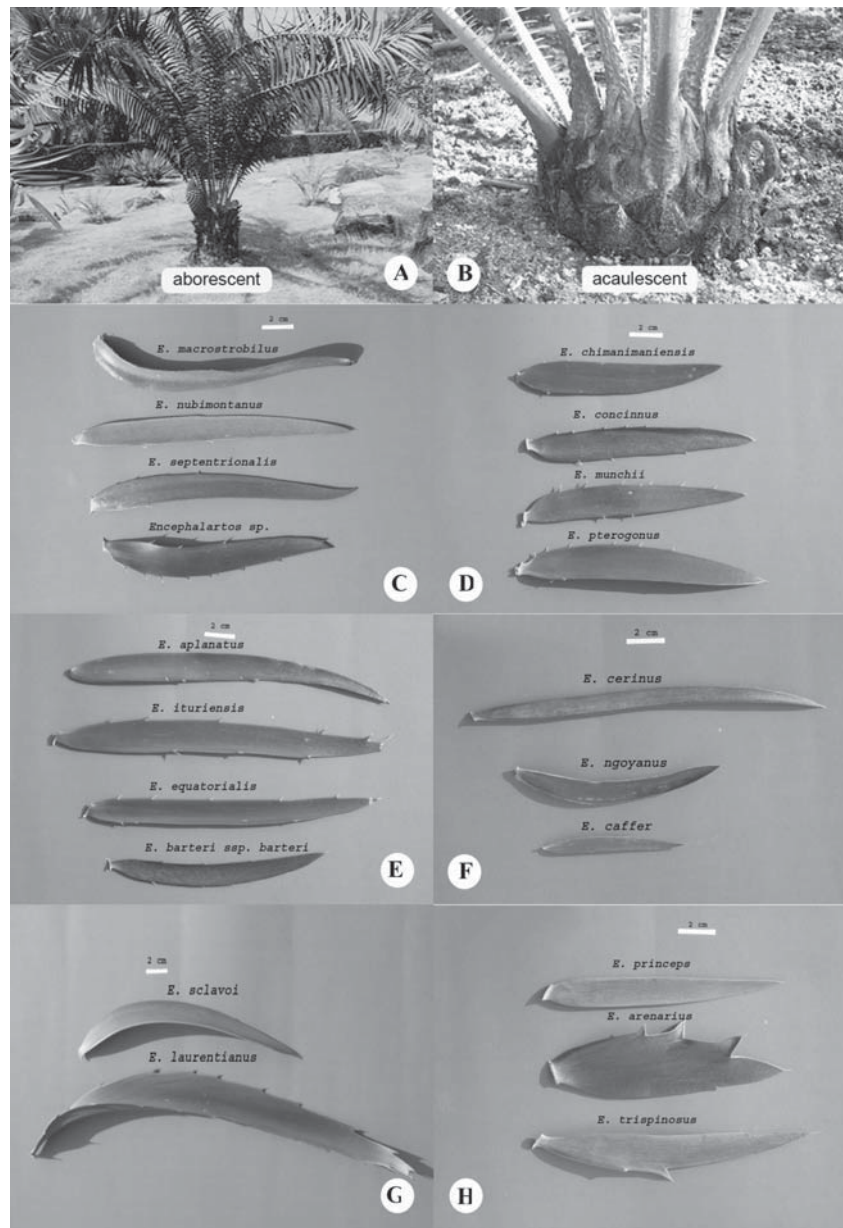 aborescent
A
B
acaulescent
2 cm
E. macrostrobilus
E. nubimontanus
E. septentrionalis
Encephalartos sp.
C
2 cm
E. chimanimaniensis
E. concinnus
E. munchii
E. pterogonus
D
2 cm
E. aplanatus
E. ituriensis
E. equatorialis
E. barteri ssp. barteri
E
2 cm
E. cerinus
E. ngoyanus
E. caffer
F
2 cm
E. sclavoi
E. laurentianus
G
2 cm
E. princeps
E. arenarius
E. trispinosus
H